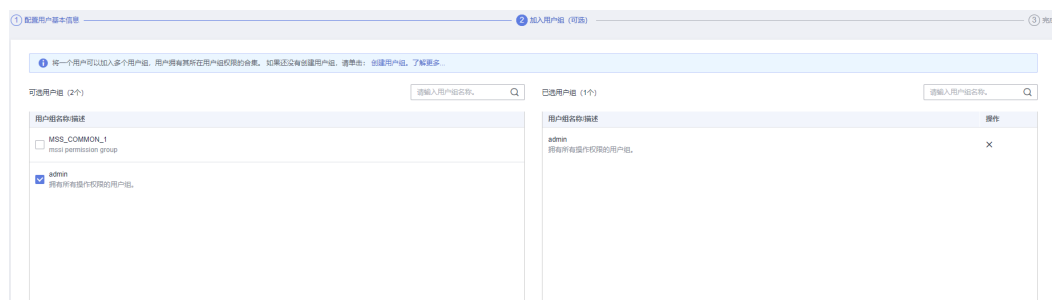 1 配置用户基本信息
2 加入用户组（可选）
3 完成
将一个用户可以加入多个用户组，用户拥有其所在用户组权限的合集。 如果还没有创建用户组，请单击： 创建用户组。了解更多...
可选用户组（2个）
请输入用户组名称。
用户组名称/描述
MSS_COMMON_1
mssi permission group
admin
拥有所有操作权限的用户组。
已选用户组（1个）
请输入用户组名称。
用户组名称/描述 操作
admin
拥有所有操作权限的用户组。